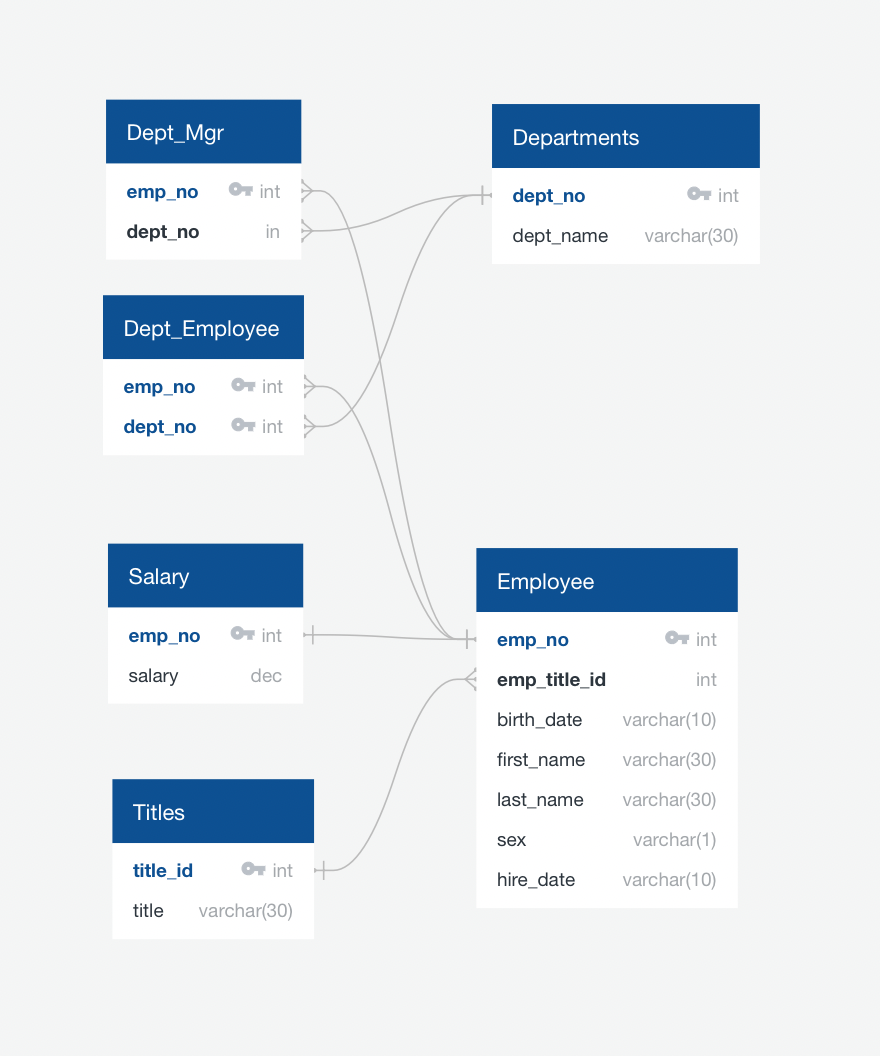 Dept_Mgr
emp_no int
dept_no in
Departments
dept_no int
dept_name varchar(30)
Dept_Employee
emp_no int
dept_no int
Salary
emp_no int
salary dec
Employee
emp_no int
emp_title_id int
birth_date varchar(10)
first_name varchar(30)
last_name varchar(30)
sex varchar(1)
hire_date varchar(10)
Titles
title_id int
title varchar(30)